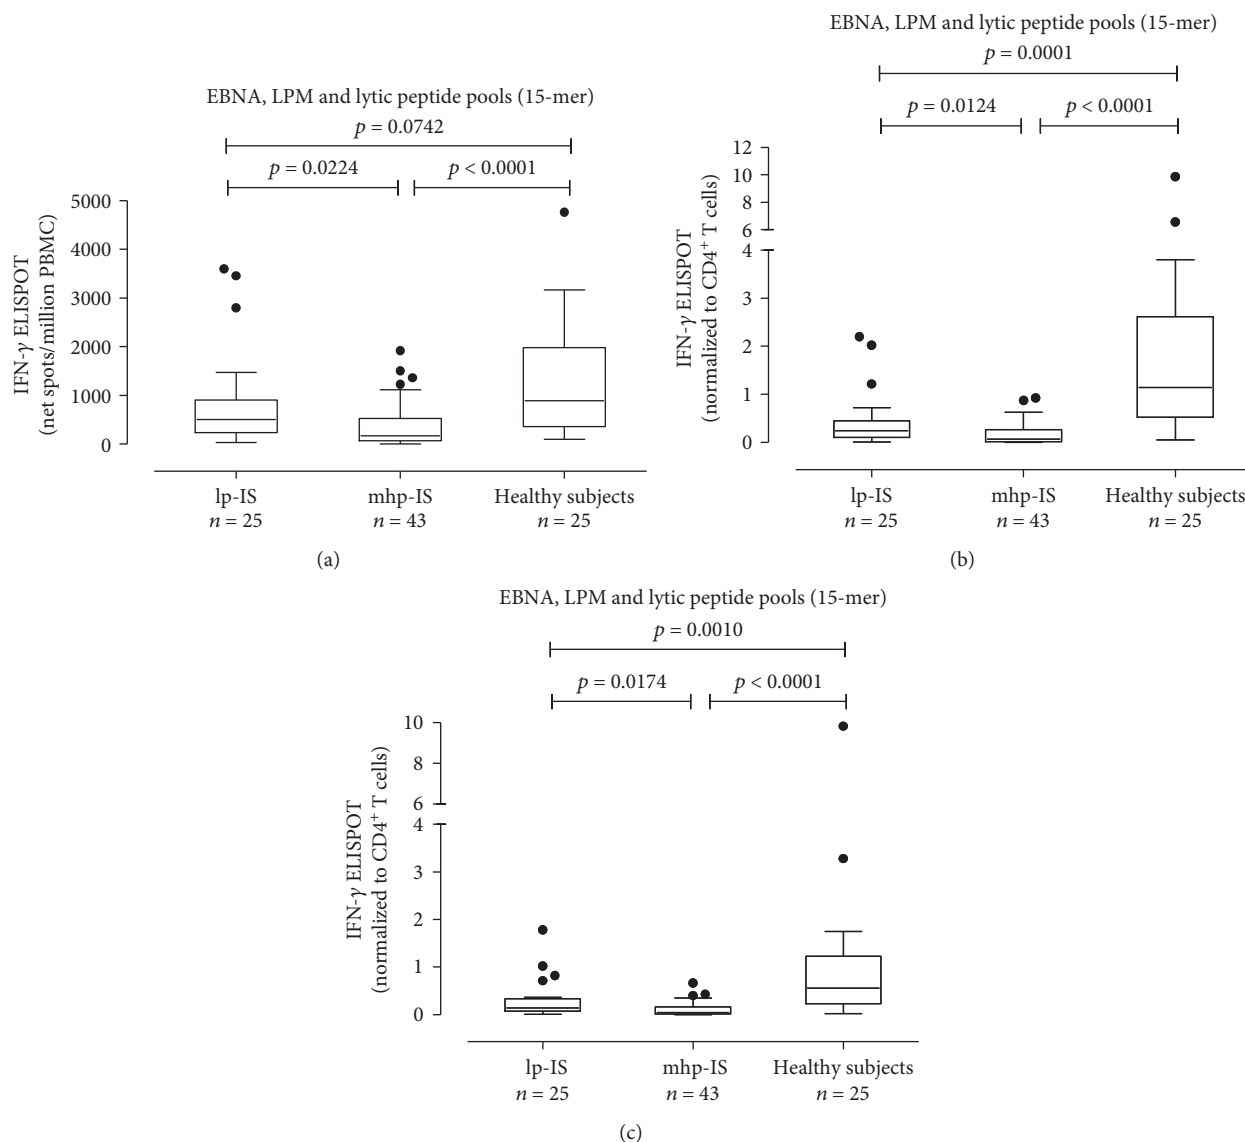 EBNA, LPM and lytic peptide pools (15-mer)
p = 0.0742
p = 0.0224
p < 0.0001
IFN-γ ELISPOT
(net spots/million PBMC)
5000
4000
3000
2000
1000
0
lp-IS
n = 25
mhp-IS
n = 43
Healthy subjects
n = 25
(a)
EBNA, LPM and lytic peptide pools (15-mer)
p = 0.0001
p = 0.0124
p < 0.0001
IFN-γ ELISPOT
(normalized to CD4⁺ T cells)
12
10
8
6
4
3
2
1
0
lp-IS
n = 25
mhp-IS
n = 43
Healthy subjects
n = 25
(b)
EBNA, LPM and lytic peptide pools (15-mer)
p = 0.0010
p = 0.0174
p < 0.0001
IFN-γ ELISPOT
(normalized to CD4⁺ T cells)
10
8
6
4
3
2
1
0
lp-IS
n = 25
mhp-IS
n = 43
Healthy subjects
n = 25
(c)